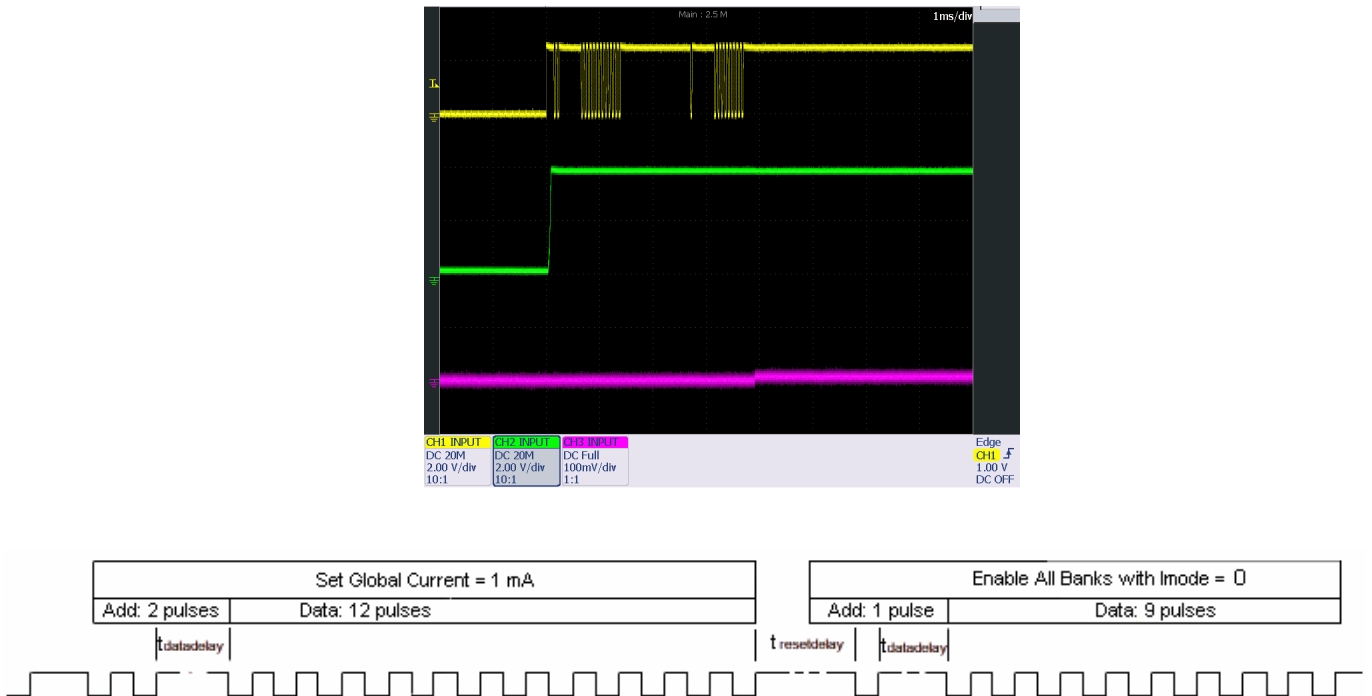 Main : 2.5 M
1ms/div
CH1 INPUT CH2 INPUT CH3 INPUT
DC 20M DC 20M DC Full
2.00 V/div 2.00 V/div 100mV/div
10:1 10:1 1:1
Edge
CH1
1.00 V
DC OFF
Set Global Current = 1 mA
Enable All Banks with Imode = 0
Add: 2 pulses Data: 12 pulses
Add: 1 pulse Data: 9 pulses
tdatadelay
t resetdelay
tdatadelay